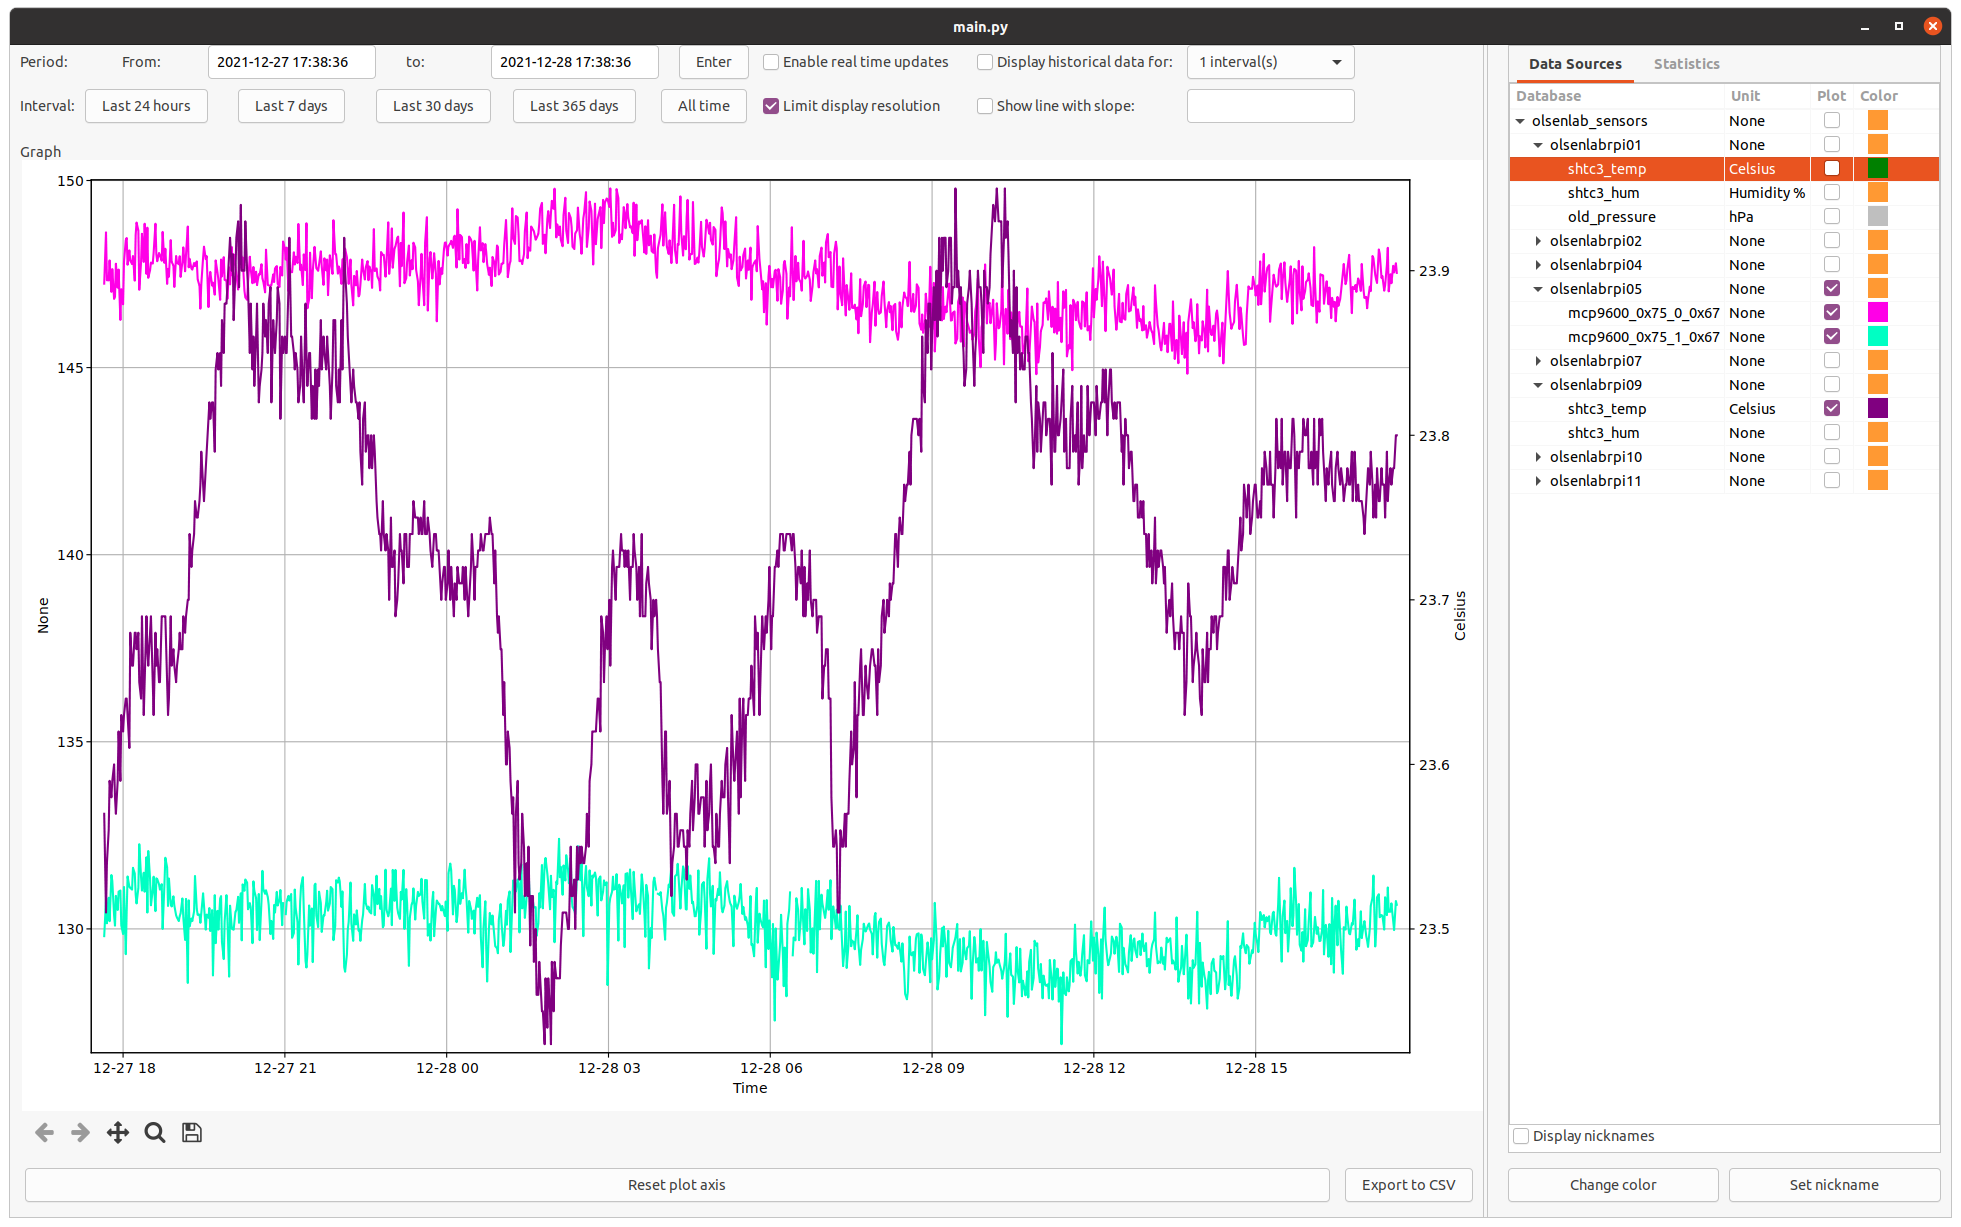 main.py
Period: From: 2021-12-27 17:38:36 to: 2021-12-28 17:38:36 Enter Enable real time updates Display historical data for: 1 interval(s)
Interval: Last 24 hours Last 7 days Last 30 days Last 365 days All time Limit display resolution Show line with slope:
Graph
150
145
140
135
130
None
23.9
23.8
23.7
23.6
23.5
Celsius
12-27 18 12-27 21 12-28 00 12-28 03 12-28 06 12-28 09 12-28 12 12-28 15
Time
Reset plot axis Export to CSV
Data Sources Statistics
Database Unit Plot Color
olsenlab_sensors None
olsenlabrpi01 None
shtc3_temp Celsius
shtc3_hum Humidity %
old_pressure hPa
olsenlabrpi02 None
olsenlabrpi04 None
olsenlabrpi05 None
mcp9600_0x75_0_0x67 None
mcp9600_0x75_1_0x67 None
olsenlabrpi07 None
olsenlabrpi09 None
shtc3_temp Celsius
shtc3_hum None
olsenlabrpi10 None
olsenlabrpi11 None
Display nicknames
Change color Set nickname